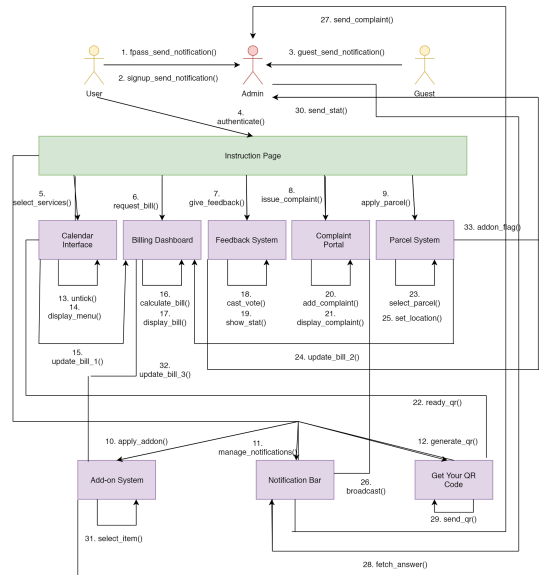 27. send_complaint()
1. fpass_send_notification()
3. guest_send_notification()
2. signup_send_notification()
User
Admin
Guest
4.
authenticate()
30. send_stat()
Instruction Page
5.
select_services()
6.
request_bill()
7.
give_feedback()
8.
issue_complaint()
9.
apply_parcel()
33. addon_flag()
Calendar
Interface
Billing Dashboard
Feedback System
Complaint
Portal
Parcel System
13. untick()
14.
display_menu()
16.
calculate_bill()
17.
display_bill()
18.
cast_vote()
19.
show_stat()
20.
add_complaint()
21.
display_complaint()
23.
select_parcel()
25. set_location()
15.
update_bill_1()
32.
update_bill_3()
24. update_bill_2()
22. ready_qr()
10. apply_addon()
11.
manage_notifications()
12. generate_qr()
Add-on System
Notification Bar
26.
broadcast()
Get Your QR
Code
29. send_qr()
31. select_item()
28. fetch_answer()